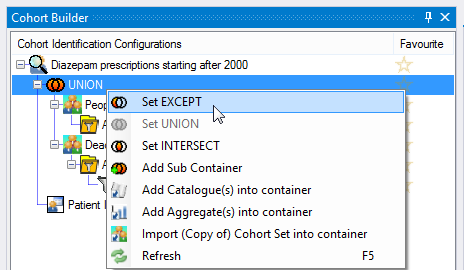 Cohort Builder
Cohort Identification Configurations Favourite
Diazepam prescriptions starting after 2000
UNION
Peop
Set EXCEPT
A
Set UNION
Dea
Set INTERSECT
A
Add Sub Container
Add Catalogue(s) into container
Patient
Add Aggregate(s) into container
Import (Copy of) Cohort Set into container
Refresh F5